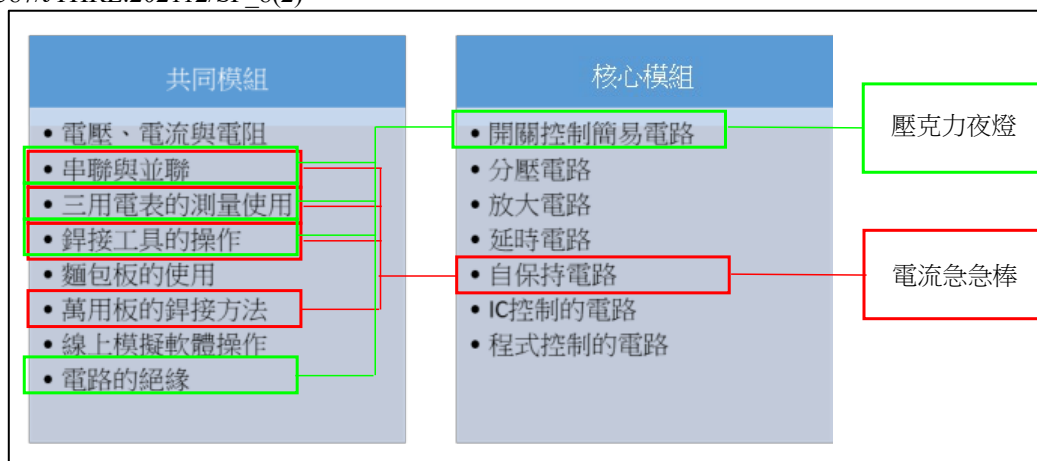 共同模組
• 電壓、電流與電阻
• 串聯與並聯
• 三用電表的測量使用
• 銲接工具的操作
• 麵包板的使用
• 萬用板的銲接方法
• 線上模擬軟體操作
• 電路的絕緣
核心模組
• 開關控制簡易電路
• 分壓電路
• 放大電路
• 延時電路
• 自保持電路
• IC控制的電路
• 程式控制的電路
壓克力夜燈
電流急急棒